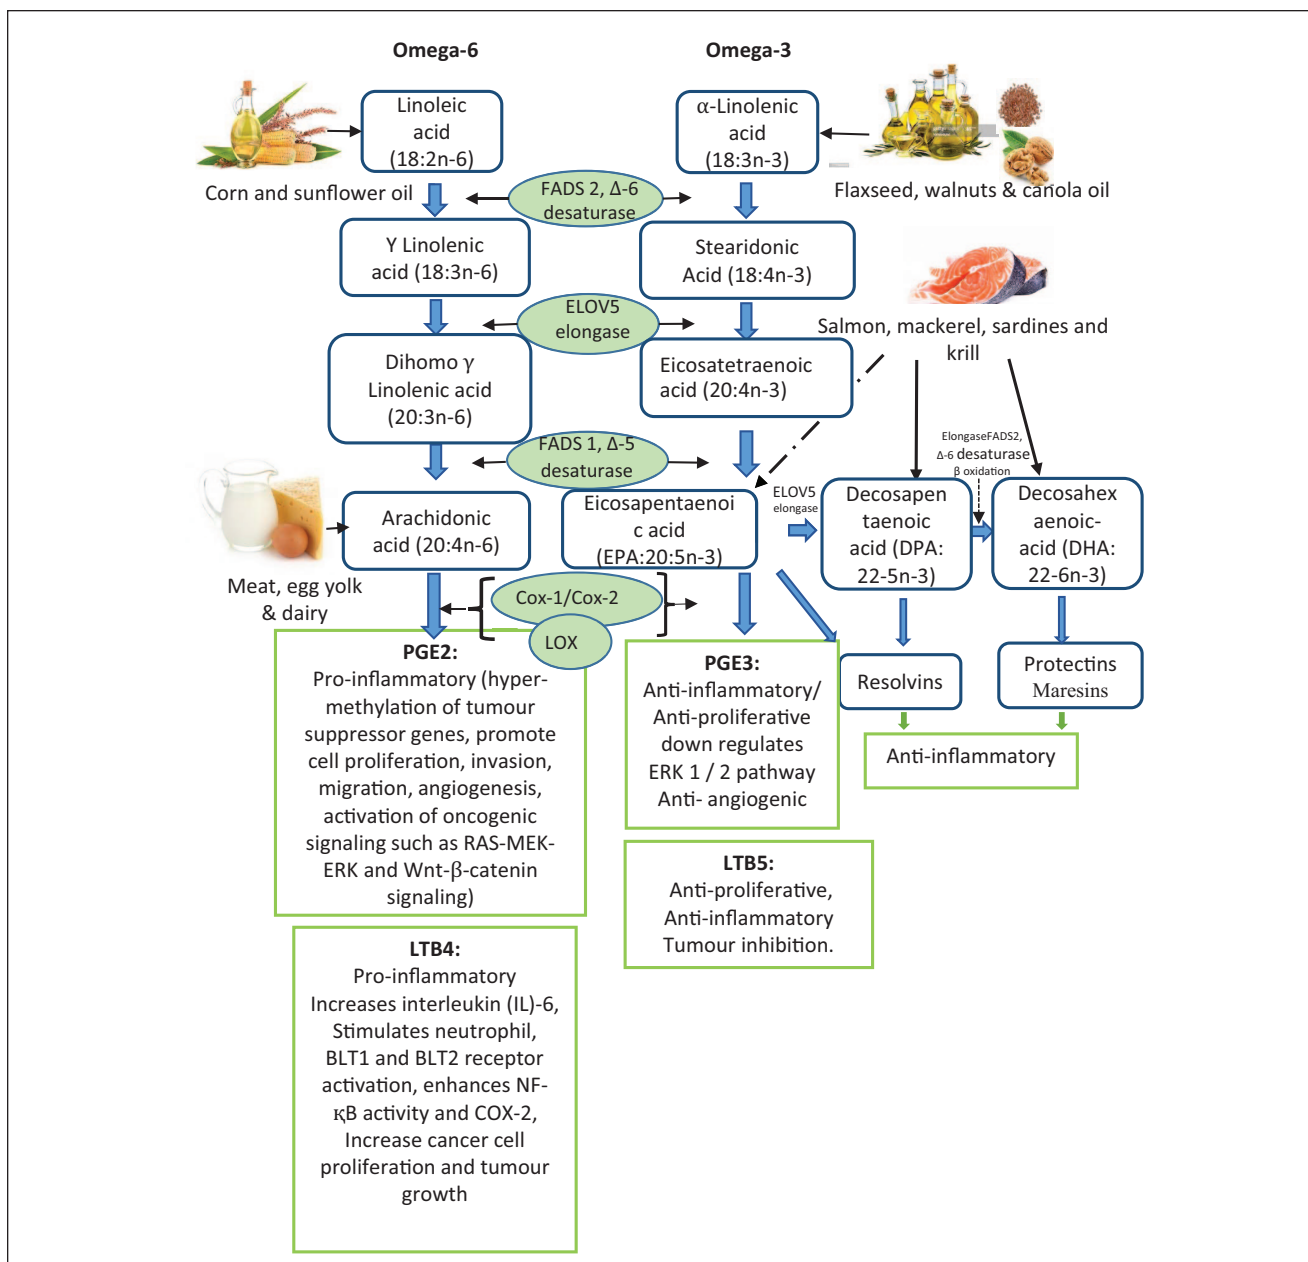 Omega-6
Omega-3
Linoleic
acid
(18:2n-6)
α-Linolenic
acid
(18:3n-3)
Corn and sunflower oil
Flaxseed, walnuts & canola oil
FADS 2, Δ-6
desaturase
Y Linolenic
acid (18:3n-6)
Stearidonic
Acid (18:4n-3)
ELOV5
elongase
Salmon, mackerel, sardines and
krill
Dihomo γ
Linolenic acid
(20:3n-6)
Eicosatetraenoic
acid (20:4n-3)
FADS 1, Δ-5
desaturase
ElongaseFADS2,
Δ-6 desaturase
β oxidation
Arachidonic
acid (20:4n-6)
Eicosapentaenoi
c acid
(EPA:20:5n-3)
ELOV5
elongase
Decosapen
taenoic
acid (DPA:
22-5n-3)
Decosahex
aenoic-
acid (DHA:
22-6n-3)
Meat, egg yolk
& dairy
Cox-1/Cox-2
LOX
PGE2:
Pro-inflammatory (hyper-
methylation of tumour
suppressor genes, promote
cell proliferation, invasion,
migration, angiogenesis,
activation of oncogenic
signaling such as RAS-MEK-
ERK and Wnt-β-catenin
signaling)
PGE3:
Anti-inflammatory/
Anti-proliferative
down regulates
ERK 1 / 2 pathway
Anti- angiogenic
Resolvins
Protectins
Maresins
Anti-inflammatory
LTB5:
Anti-proliferative,
Anti-inflammatory
Tumour inhibition.
LTB4:
Pro-inflammatory
Increases interleukin (IL)-6,
Stimulates neutrophil,
BLT1 and BLT2 receptor
activation, enhances NF-
қB activity and COX-2,
Increase cancer cell
proliferation and tumour
growth